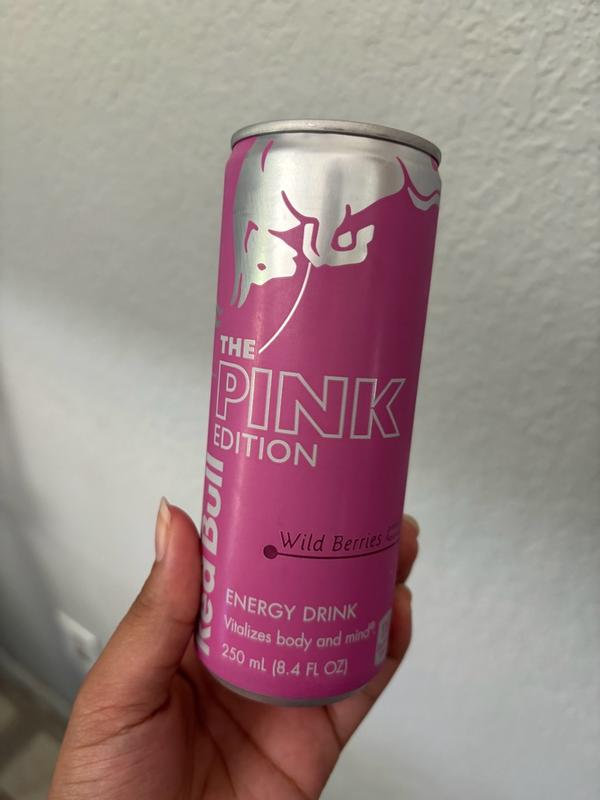 THE
PINK
EDITION
Red Bull
Wild Berries
ENERGY DRINK
Vitalizes body and mind®
250 mL (8.4 FL OZ)